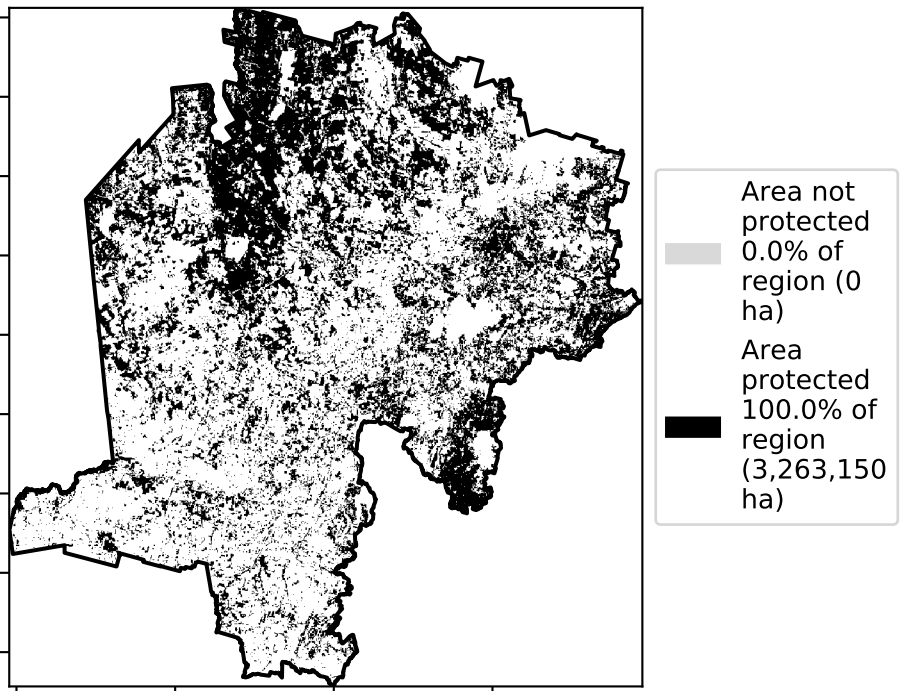 Area not
protected
0.0% of
region (0
ha)
Area
protected
100.0% of
region
(3,263,150
ha)